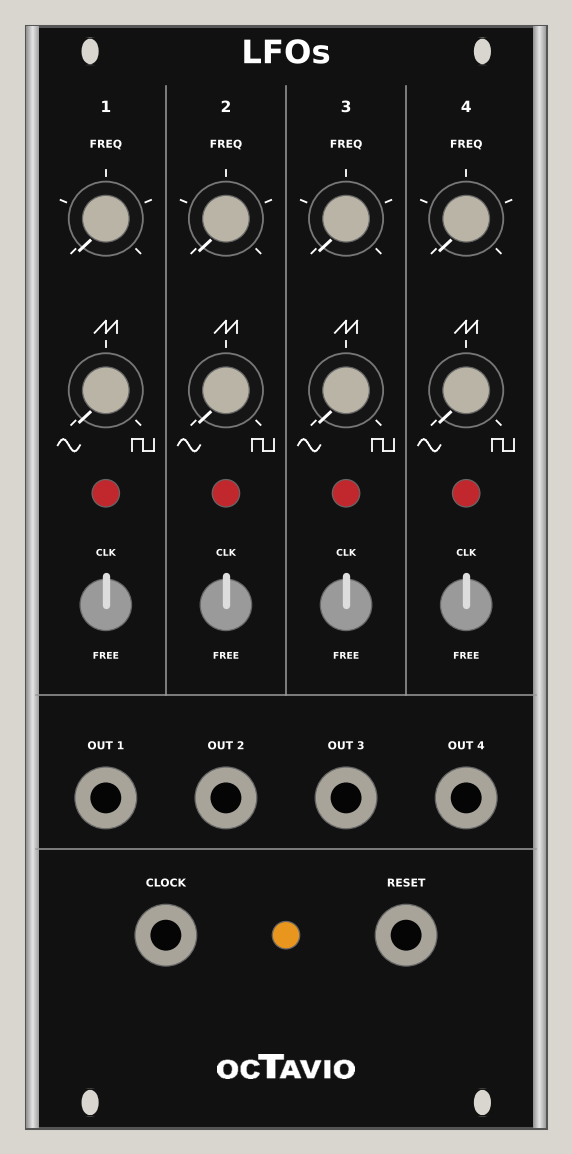 LFOs
1 2 3 4
FREQ FREQ FREQ FREQ
CLK CLK CLK CLK
FREE FREE FREE FREE
OUT 1 OUT 2 OUT 3 OUT 4
CLOCK RESET
OCTAVIO